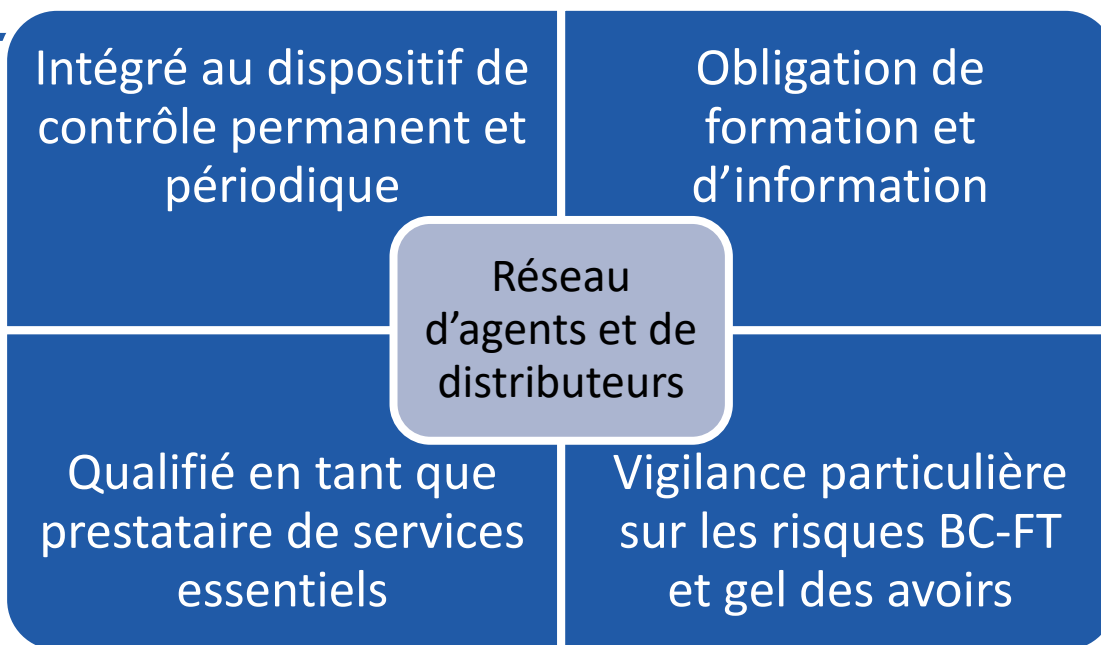 Intégré au dispositif de
contrôle permanent et
périodique
Obligation de
formation et
d’information
Réseau
d’agents et de
distributeurs
Qualifié en tant que
prestataire de services
essentiels
Vigilance particulière
sur les risques BC-FT
et gel des avoirs